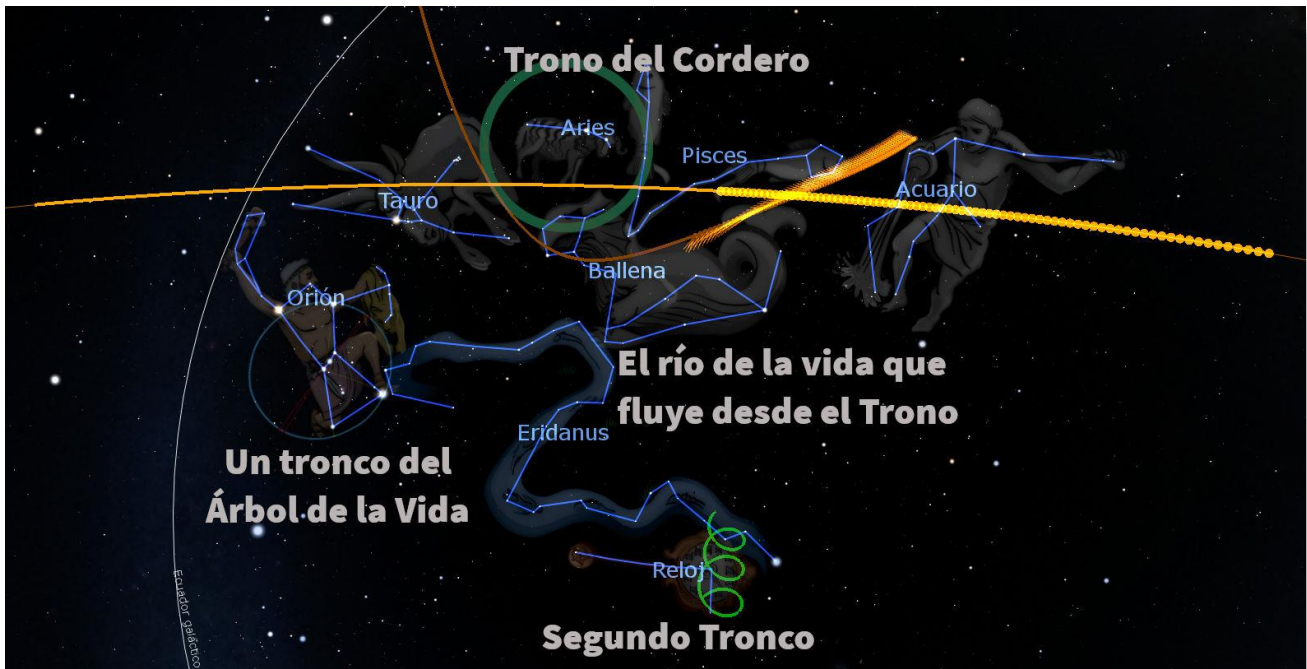 Trono del Cordero
Aries
Pisces
Tauro
Acuario
Ballena
Orión
El río de la vida que
fluye desde el Trono
Eridanus
Un tronco del
Árbol de la Vida
Reloj
Ecuador galáctico
Segundo Tronco